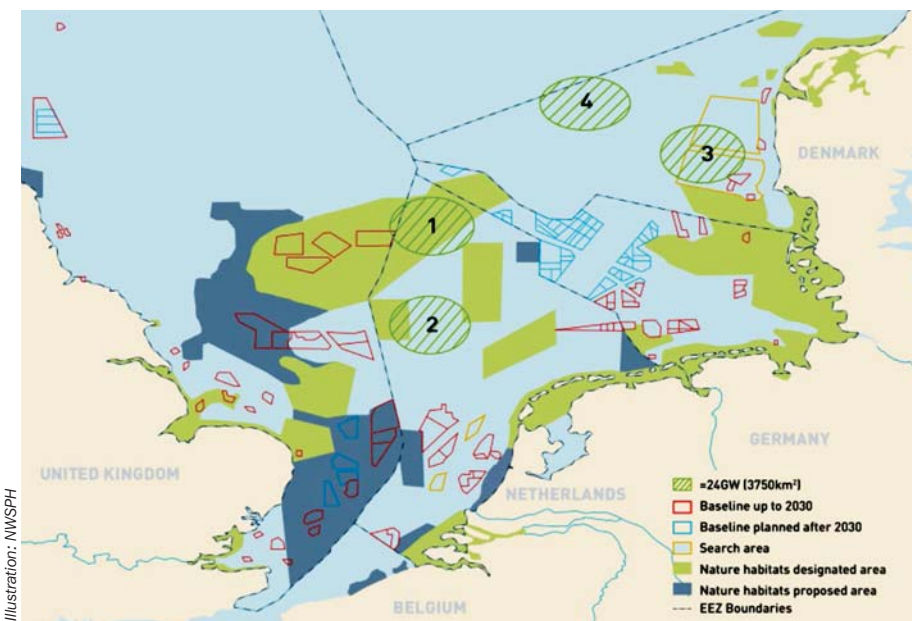 4
3
DENMARK
1
2
GERMANY
UNITED KINGDOM
NETHERLANDS
BELGIUM
=24GW (3750km²)
Baseline up to 2030
Baseline planned after 2030
Search area
Nature habitats designated area
Nature habitats proposed area
EEZ Boundaries
Illustration: NWSPH